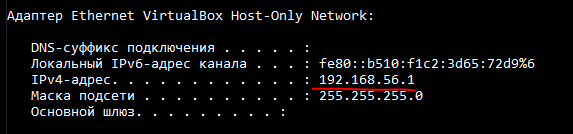 Адаптер Ethernet VirtualBox Host-Only Network:
DNS-суффикс подключения . . . . . :
Локальный IPv6-адрес канала . . . : fe80::b510:f1c2:3d65:72d9%6
IPv4-адрес. . . . . . . . . . . . : 192.168.56.1
Маска подсети . . . . . . . . . . : 255.255.255.0
Основной шлюз. . . . . . . . . :